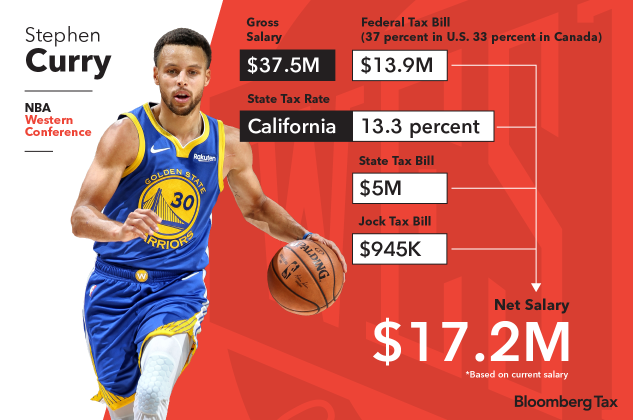 Stephen
Curry
NBA
Western
Conference
Gross
Salary
$37.5M
Federal Tax Bill
(37 percent in U.S. 33 percent in Canada)
$13.9M
State Tax Rate
California
13.3 percent
State Tax Bill
$5M
Jock Tax Bill
$945K
Net Salary
$17.2M
*Based on current salary
Bloomberg Tax
Rakuten
GOLDEN STATE
30
WARRIORS
W
SPALDING
WEST